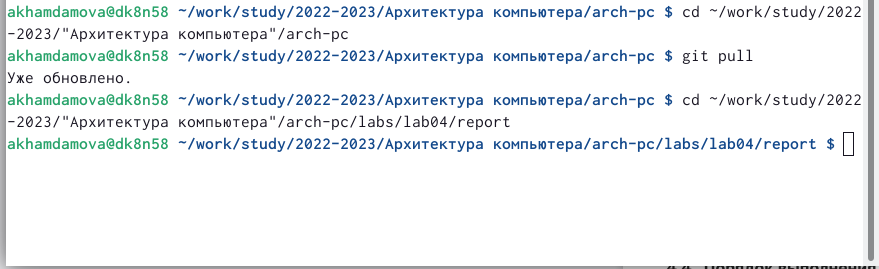 akhamdamova@dk8n58 ~/work/study/2022-2023/Архитектура компьютера/arch-pc $ cd ~/work/study/2022
-2023/"Архитектура компьютера"/arch-pc
akhamdamova@dk8n58 ~/work/study/2022-2023/Архитектура компьютера/arch-pc $ git pull
Уже обновлено.
akhamdamova@dk8n58 ~/work/study/2022-2023/Архитектура компьютера/arch-pc $ cd ~/work/study/2022
-2023/"Архитектура компьютера"/arch-pc/labs/lab04/report
akhamdamova@dk8n58 ~/work/study/2022-2023/Архитектура компьютера/arch-pc/labs/lab04/report $